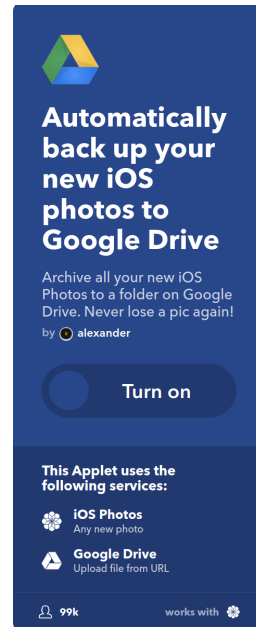 Automatically
back up your
new iOS
photos to
Google Drive
Archive all your new iOS
Photos to a folder on Google
Drive. Never lose a pic again!
by alexander
Turn on
This Applet uses the
following services:
iOS Photos
Any new photo
Google Drive
Upload file from URL
99k works with